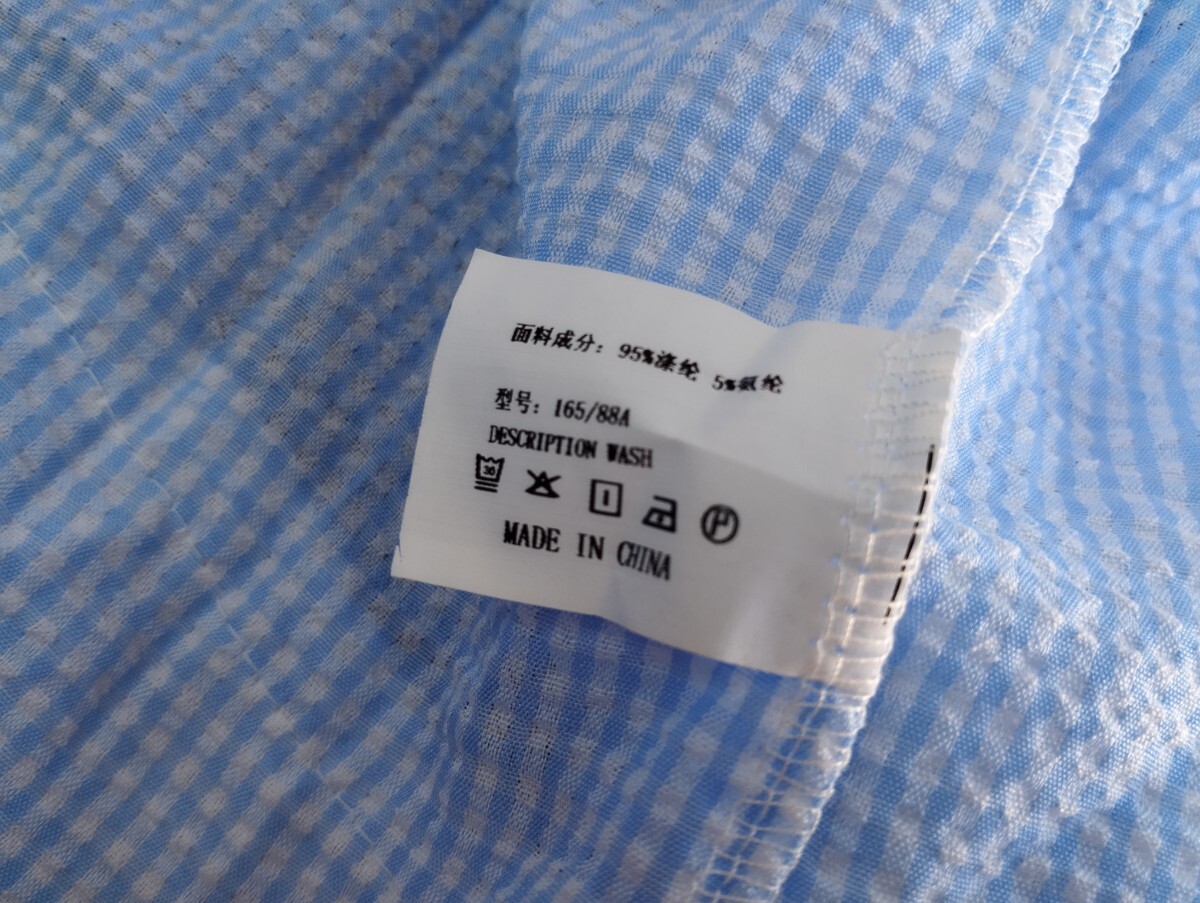 面料成分：95%涤纶 5%氨纶
型号：165/88A
DESCRIPTION WASH
30
MADE IN CHINA